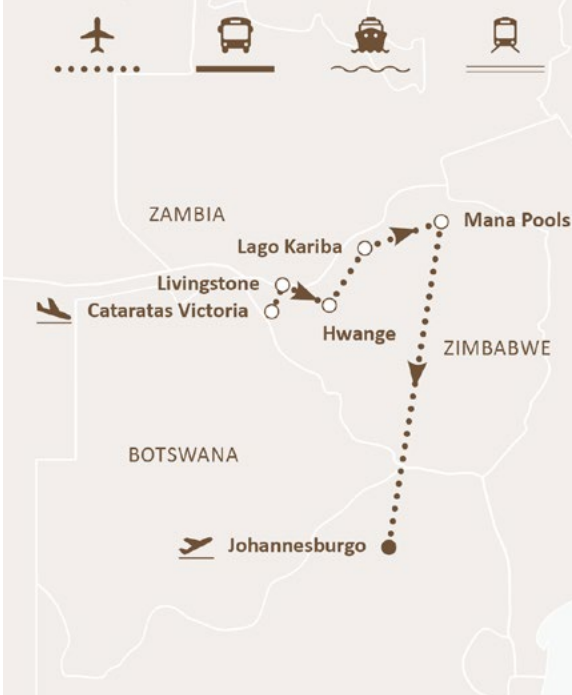 ZAMBIA
Mana Pools
Lago Kariba
Livingstone
Cataratas Victoria
Hwange
ZIMBABWE
BOTSWANA
Johannesburgo